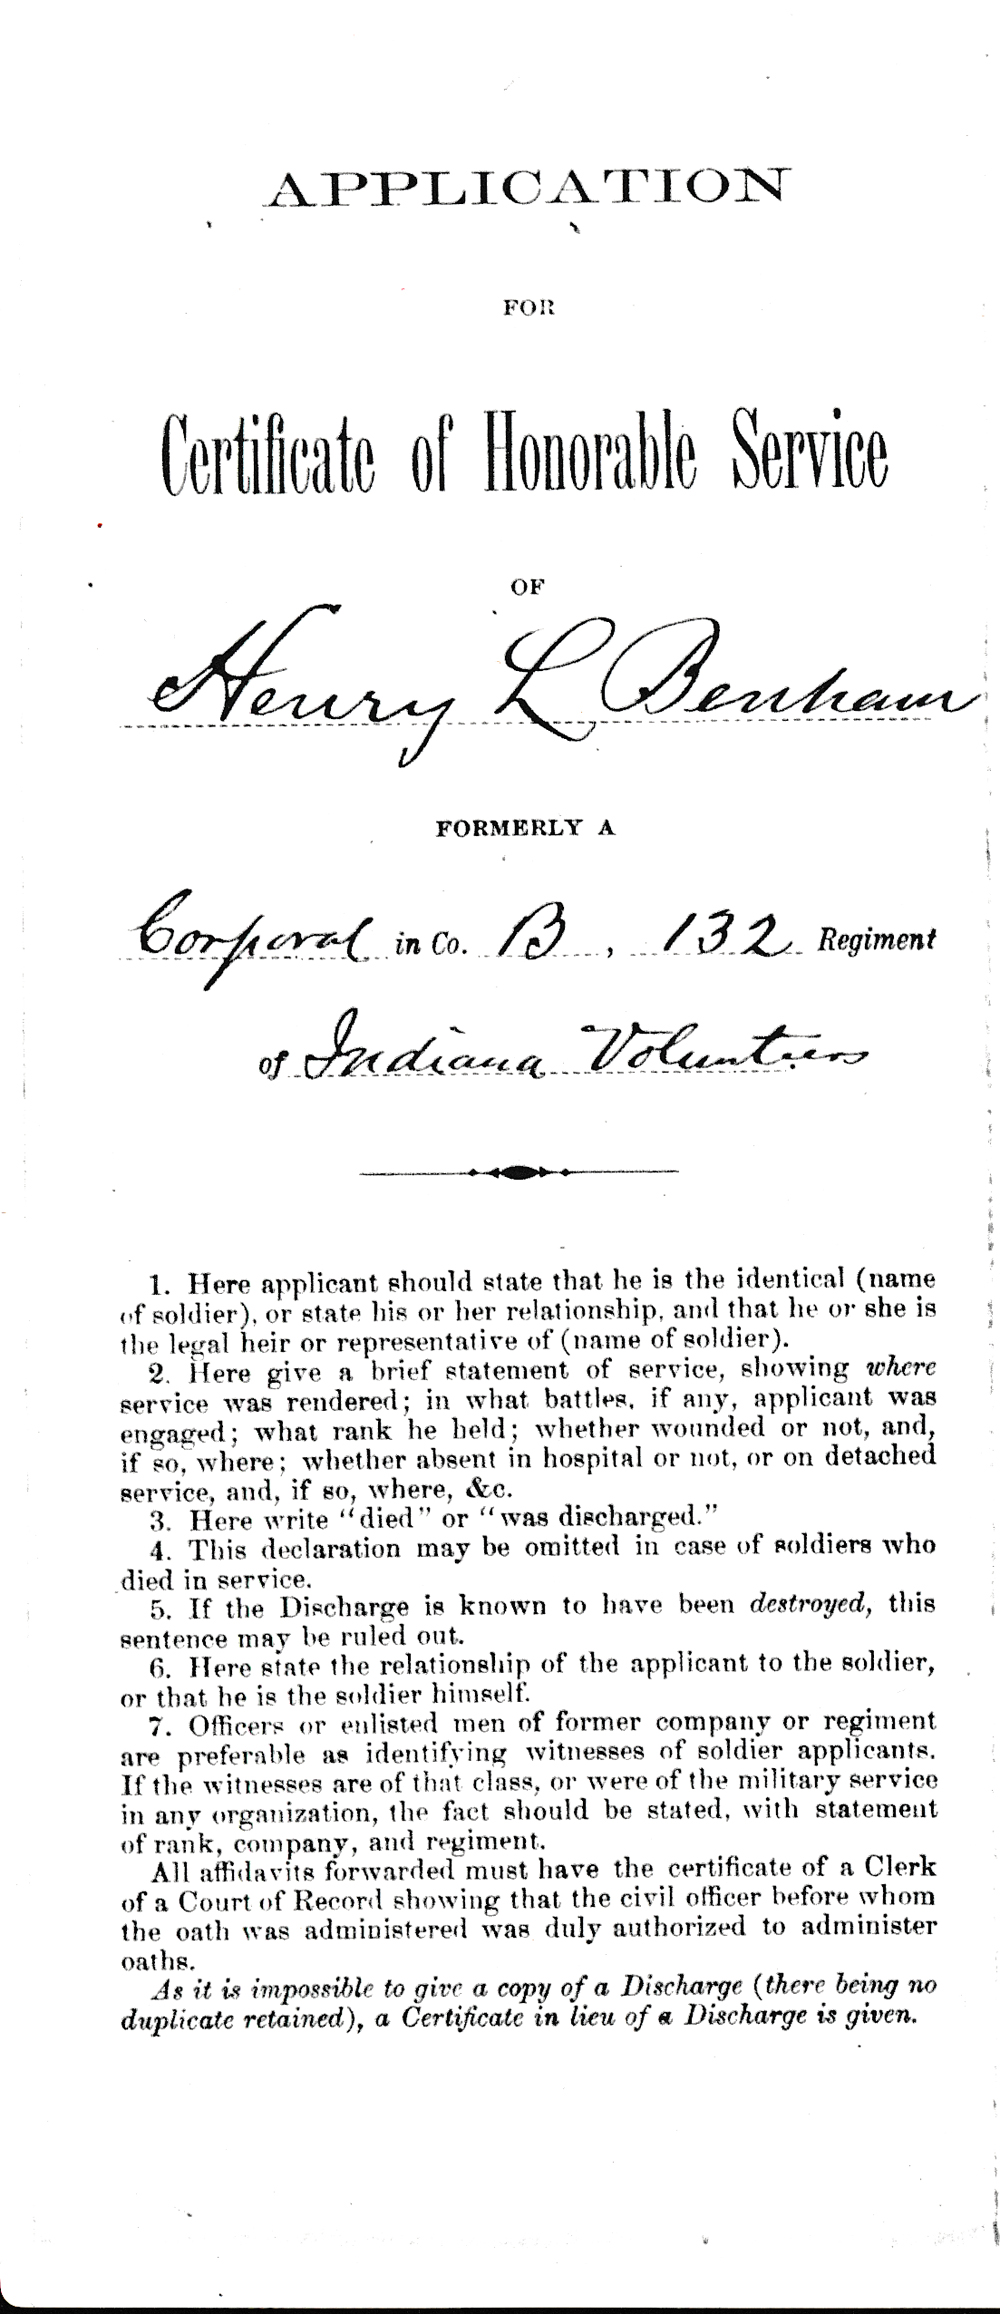 APPLICATION
FOR
Certificate of Honorable Service
OF
Henry L Benham
FORMERLY A
Corporal in Co. B, 132 Regiment
of Indiana Volunteers
1. Here applicant should state that he is the identical (name
of soldier), or state his or her relationship, and that he or she is
the legal heir or representative of (name of soldier).
2. Here give a brief statement of service, showing where
service was rendered; in what battles, if any, applicant was
engaged; what rank he held; whether wounded or not, and,
if so, where; whether absent in hospital or not, or on detached
service, and, if so, where, &c.
3. Here write “died” or “was discharged.”
4. This declaration may be omitted in case of soldiers who
died in service.
5. If the Discharge is known to have been destroyed, this
sentence may be ruled out.
6. Here state the relationship of the applicant to the soldier,
or that he is the soldier himself.
7. Officers or enlisted men of former company or regiment
are preferable as identifying witnesses of soldier applicants.
If the witnesses are of that class, or were of the military service
in any organization, the fact should be stated, with statement
of rank, company, and regiment.
All affidavits forwarded must have the certificate of a Clerk
of a Court of Record showing that the civil officer before whom
the oath was administered was duly authorized to administer
oaths.
As it is impossible to give a copy of a Discharge (there being no
duplicate retained), a Certificate in lieu of a Discharge is given.